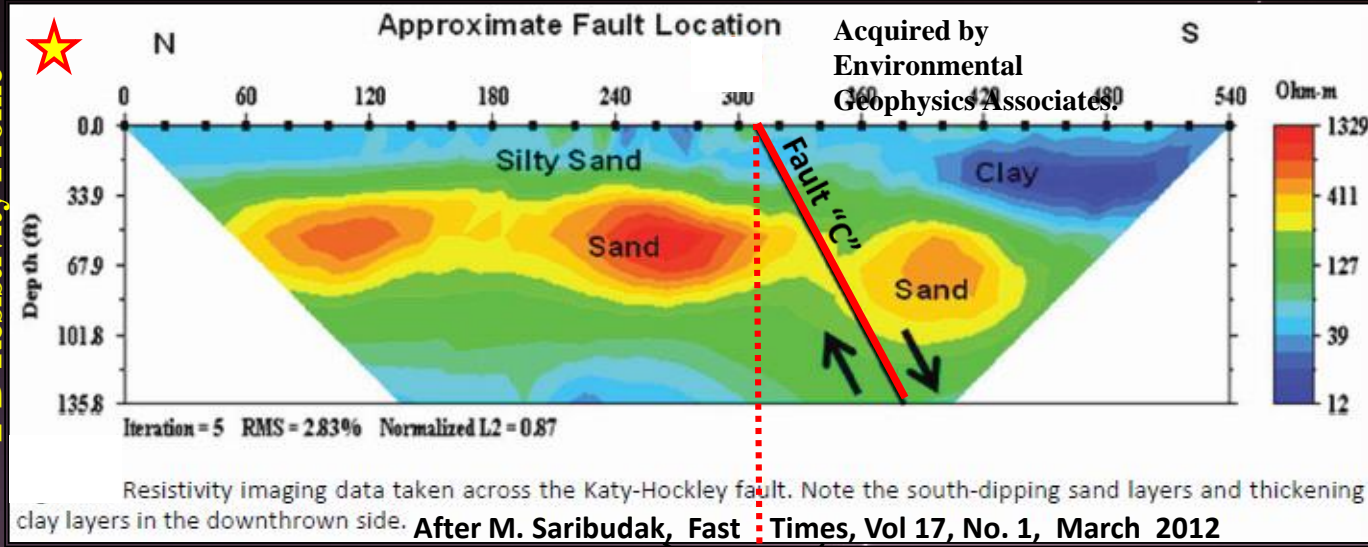 Approximate Fault Location
N
Acquired by
Environmental
Geophysics Associates.
S
0 60 120 180 240 300 360 420 480 540 Ohm-m
0.0
33.9
67.9
101.8
135.8
Depth (ft)
Silty Sand
Clay
Sand
Sand
Fault “C”
1329
411
127
39
12
Iteration = 5 RMS = 2.83% Normalized L2 = 0.87
Resistivity imaging data taken across the Katy-Hockley fault. Note the south-dipping sand layers and thickening
clay layers in the downthrown side. After M. Saribudak, Fast Times, Vol 17, No. 1, March 2012